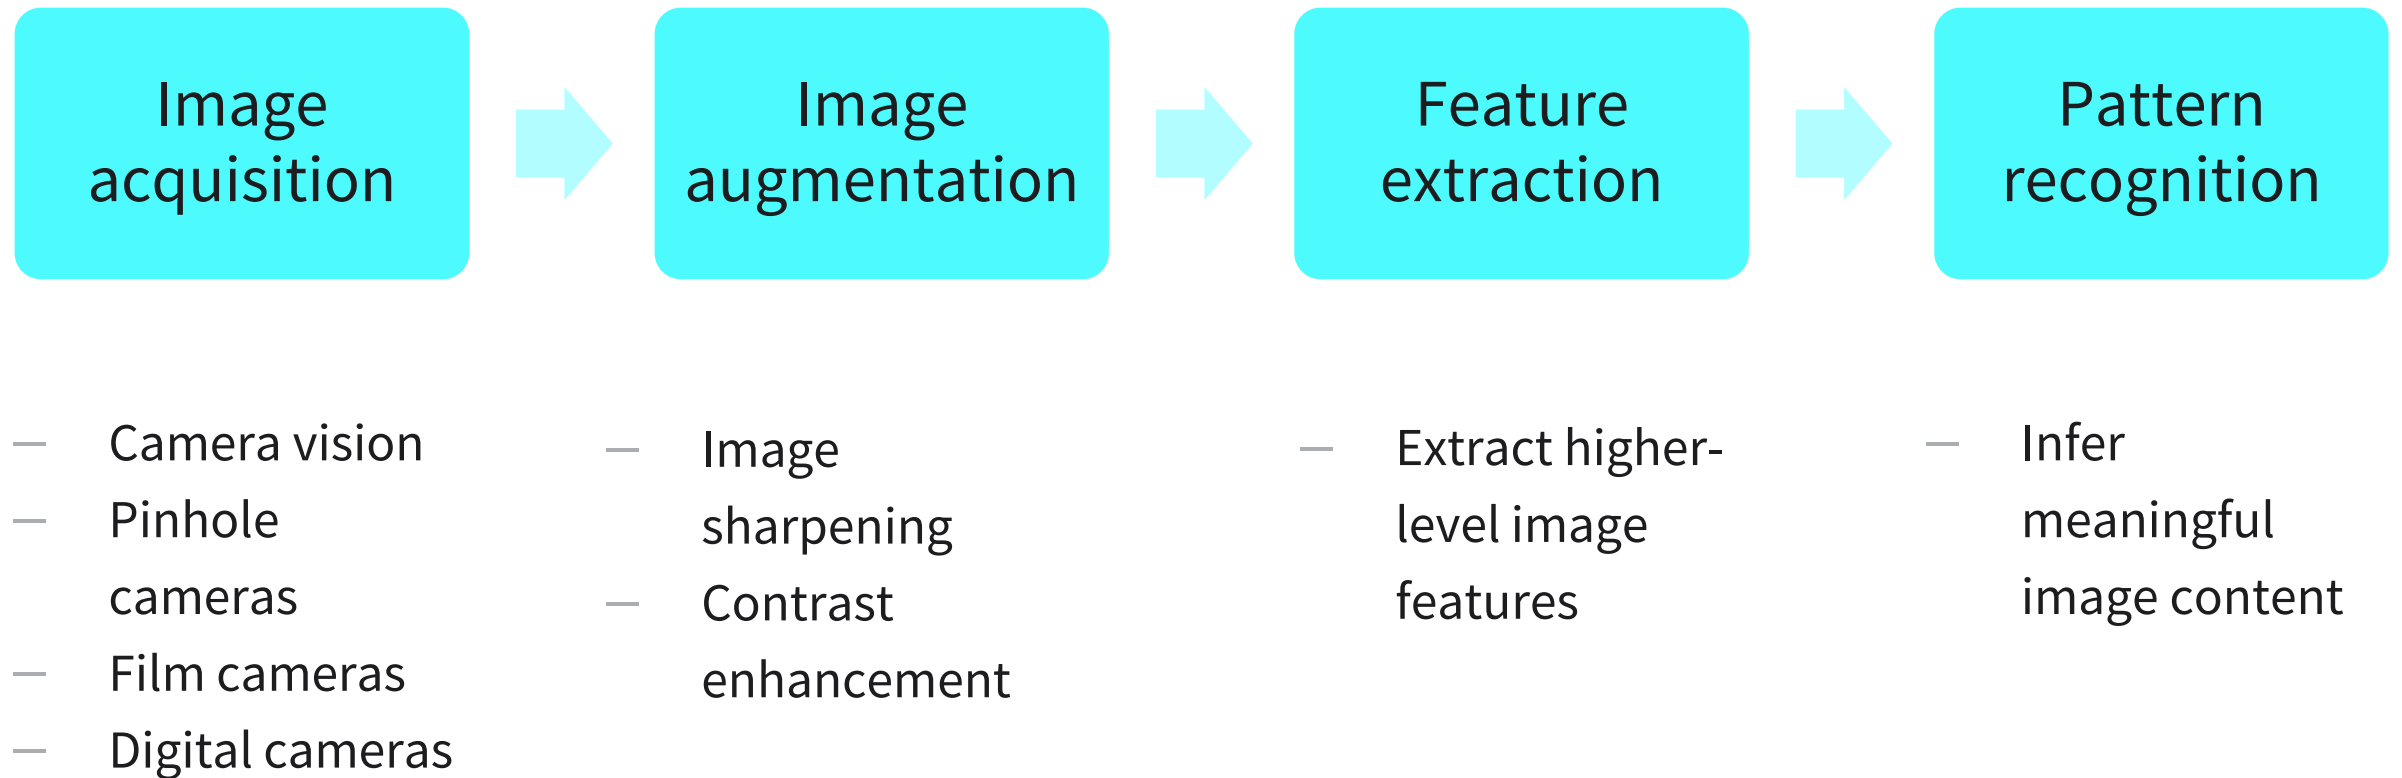 Image
acquisition
Image
augmentation
Feature
extraction
Pattern
recognition
— Camera vision
— Pinhole
cameras
— Film cameras
— Digital cameras
— Image
sharpening
— Contrast
enhancement
— Extract higher-
level image
features
— Infer
meaningful
image content